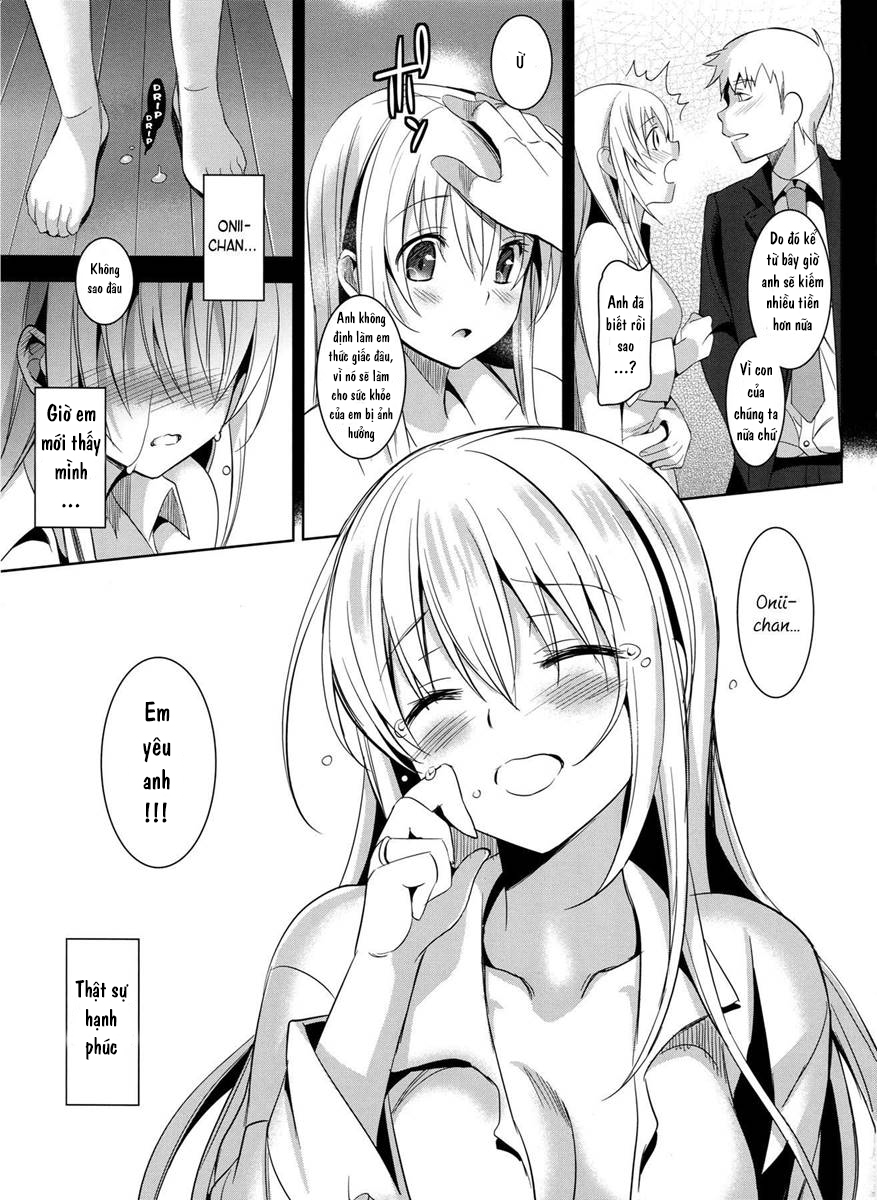 Anh đã
biết rồi
sao
...?
Do đó kể
từ bây giờ
anh sẽ kiếm
nhiều tiền
hơn nữa
Vì con
của
chúng ta
nữa chứ
Ừ
ポン
Anh không
định làm em
thức giấc đâu,
vì nó sẽ làm
cho sức khỏe
của em bị ảnh
hưởng
DRIP
DRIP
ONII-
CHAN...
Không
sao đâu
Giờ em
mới thấy
mình
...
Onii-
chan...
Em
yêu
anh
!!!
Thật sự
hạnh
phúc